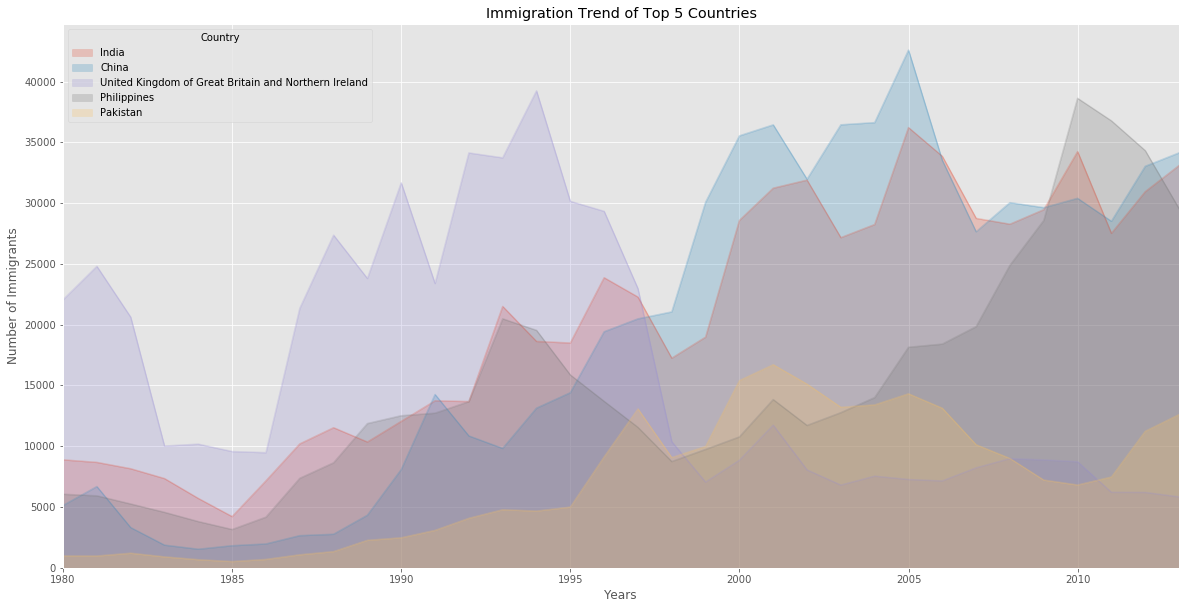 Immigration Trend of Top 5 Countries
Country
India
China
United Kingdom of Great Britain and Northern Ireland
Philippines
Pakistan
Number of Immigrants
40000
35000
30000
25000
20000
15000
10000
5000
0
1980 1985 1990 1995 2000 2005 2010
Years